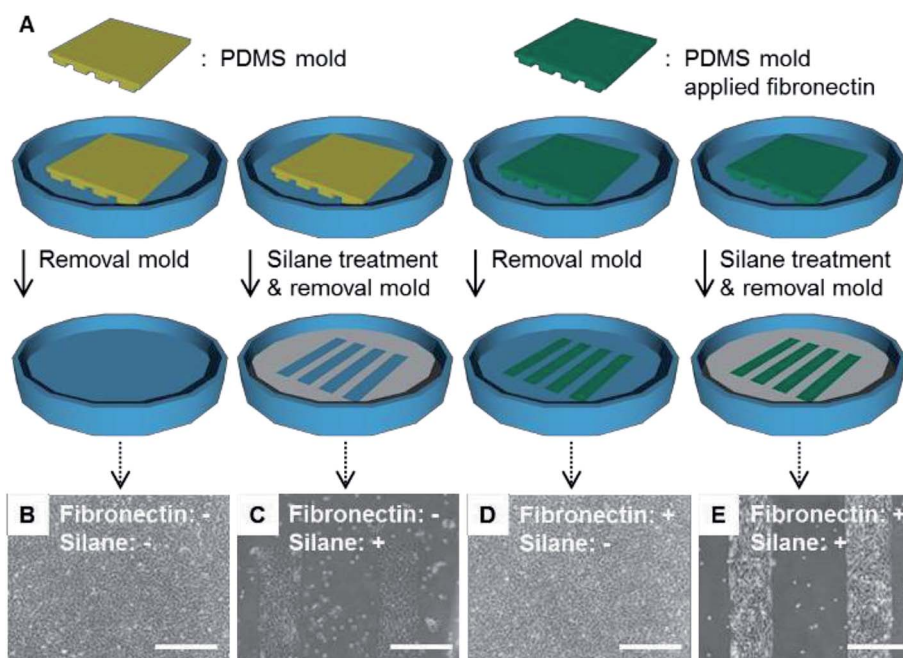 A
: PDMS mold
: PDMS mold
applied fibronectin
Removal mold
Silane treatment
& removal mold
Removal mold
Silane treatment
& removal mold
B
Fibronectin: -
Silane: -
C
Fibronectin: -
Silane: +
D
Fibronectin: +
Silane: -
E
Fibronectin: +
Silane: +